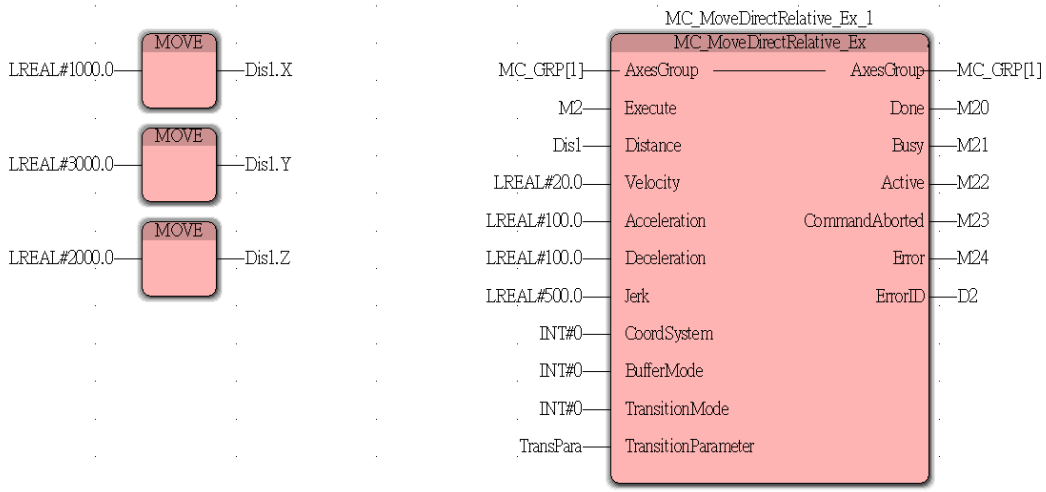 MOVE
LREAL#1000.0 Dis1.X
MOVE
LREAL#3000.0 Dis1.Y
MOVE
LREAL#2000.0 Dis1.Z
MC_MoveDirectRelative_Ex_1
MC_MoveDirectRelative_Ex
MC_GRP[1] AxesGroup AxesGroup MC_GRP[1]
M2 Execute Done M20
Dis1 Distance Busy M21
LREAL#20.0 Velocity Active M22
LREAL#100.0 Acceleration CommandAborted M23
LREAL#100.0 Deceleration Error M24
LREAL#500.0 Jerk ErrorID D2
INT#0 CoordSystem
INT#0 BufferMode
INT#0 TransitionMode
TransPara TransitionParameter